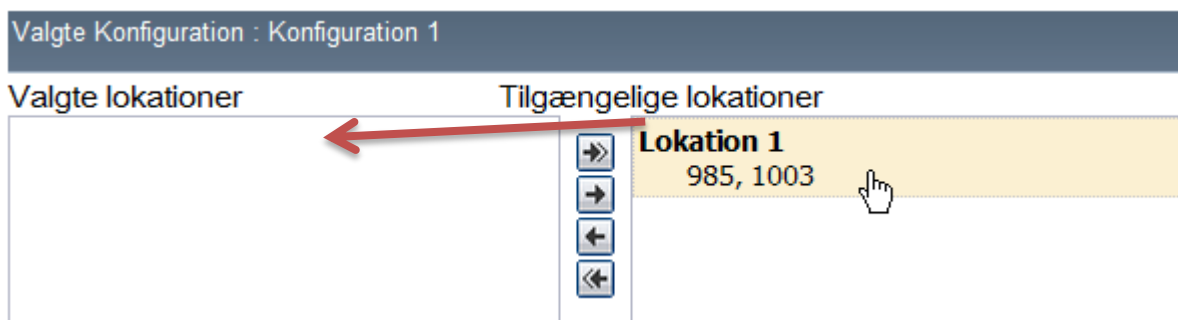 Valgte Konfiguration : Konfiguration 1
Valgte lokationer
Tilgængelige lokationer
Lokation 1
985, 1003